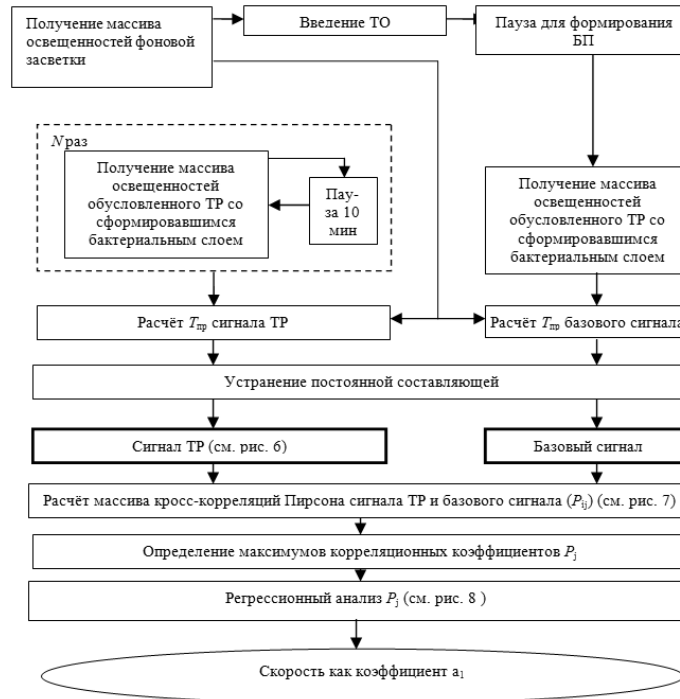 Получение массива
освещенностей фоновой
засветки
Введение ТО
Пауза для формирования
БП
N раз
Получение массива
освещенностей
обусловленного ТР со
сформировавшимся
бактериальным слоем
Пау-
за 10
мин
Получение массива
освещенностей
обусловленного ТР со
сформировавшимся
бактериальным слоем
Расчёт Tпр сигнала ТР
Расчёт Tпр базового сигнала
Устранение постоянной составляющей
Сигнал ТР (см. рис. 6)
Базовый сигнал
Расчёт массива кросс-корреляций Пирсона сигнала ТР и базового сигнала (Pij) (см. рис. 7)
Определение максимумов корреляционных коэффициентов Pj
Регрессионный анализ Pj (см. рис. 8 )
Скорость как коэффициент a1